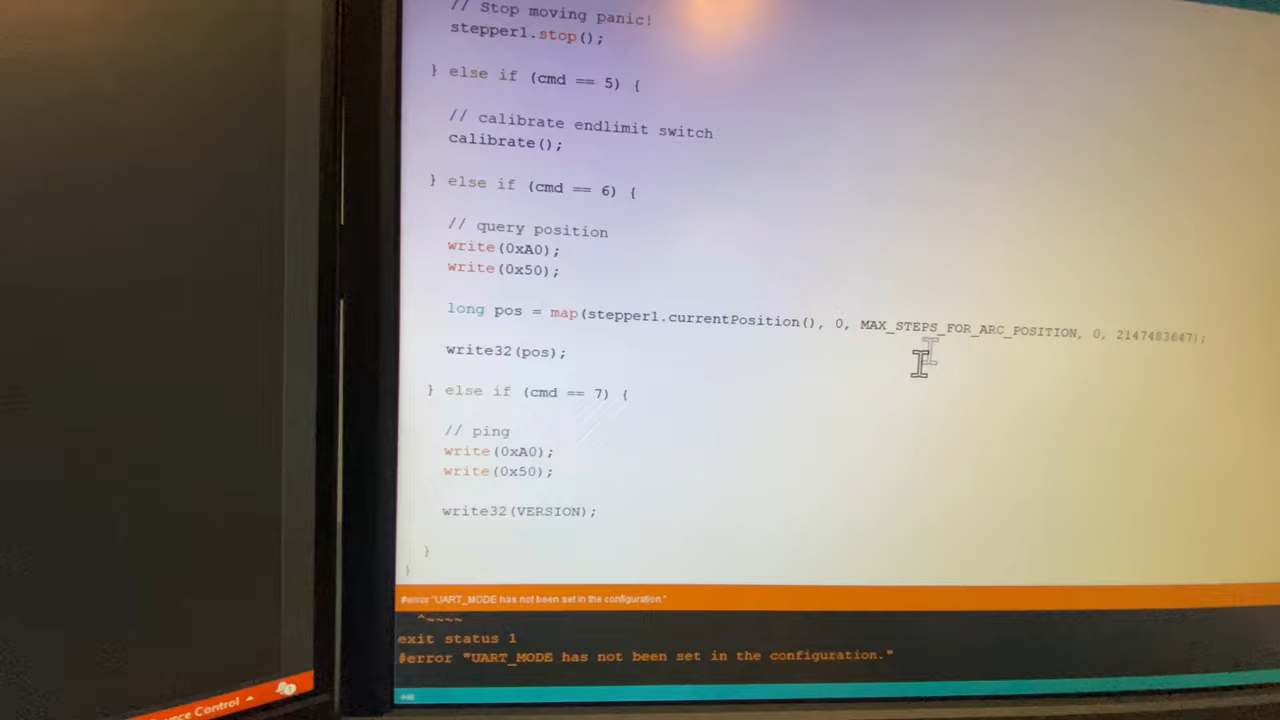 // Stop moving panic!
stepper1.stop();
} else if (cmd == 5) {
// calibrate endlimit switch
calibrate();
} else if (cmd == 6) {
// query position
write(0xA0);
write(0x50);
long pos = map(stepper1.currentPosition(), 0, MAX_STEPS_FOR_ARC_POSITION, 0, 2147483647);
write32(pos);
} else if (cmd == 7) {
// ping
write(0xA0);
write(0x50);
write32(VERSION);
}
}
#error "UART_MODE has not been set in the configuration."
^~~~~
exit status 1
#error "UART_MODE has not been set in the configuration."
Control